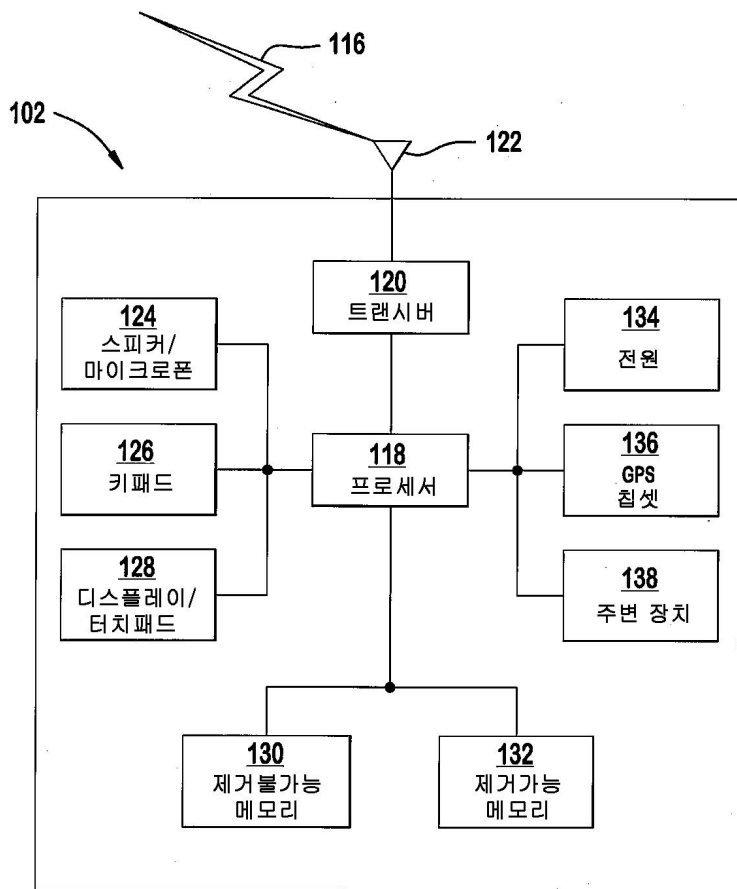 116
102
122
120
트랜시버
124
스피커/
마이크로폰
134
전원
126
키패드
118
프로세서
136
GPS
칩셋
128
디스플레이/
터치패드
138
주변 장치
130
제거불가능
메모리
132
제거가능
메모리